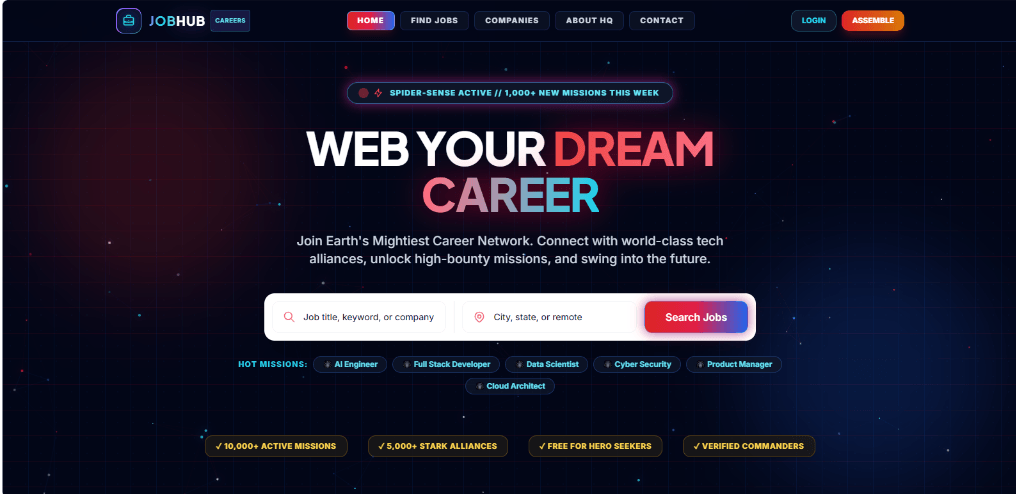 JOBHUB CAREERS
HOME FIND JOBS COMPANIES ABOUT HQ CONTACT
LOGIN ASSEMBLE
SPIDER-SENSE ACTIVE // 1,000+ NEW MISSIONS THIS WEEK
WEB YOUR DREAM
CAREER
Join Earth's Mightiest Career Network. Connect with world-class tech
alliances, unlock high-bounty missions, and swing into the future.
Job title, keyword, or company City, state, or remote Search Jobs
HOT MISSIONS: AI Engineer Full Stack Developer Data Scientist Cyber Security Product Manager
Cloud Architect
✓ 10,000+ ACTIVE MISSIONS ✓ 5,000+ STARK ALLIANCES ✓ FREE FOR HERO SEEKERS ✓ VERIFIED COMMANDERS